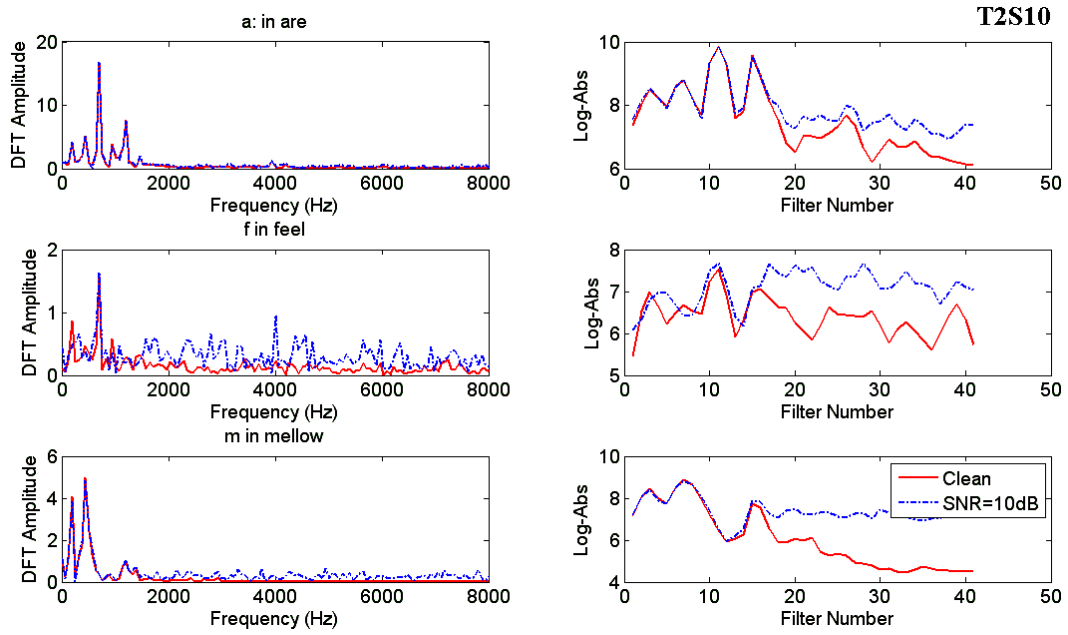 T2S10
a: in are
DFT Amplitude
20
10
0
0 2000 4000 6000 8000
Frequency (Hz)
Log-Abs
10
8
6
0 10 20 30 40 50
Filter Number
f in feel
DFT Amplitude
2
1
0
0 2000 4000 6000 8000
Frequency (Hz)
Log-Abs
8
7
6
5
0 10 20 30 40 50
Filter Number
m in mellow
DFT Amplitude
6
4
2
0
0 2000 4000 6000 8000
Frequency (Hz)
Log-Abs
10
8
6
4
0 10 20 30 40 50
Filter Number
Clean
SNR=10dB